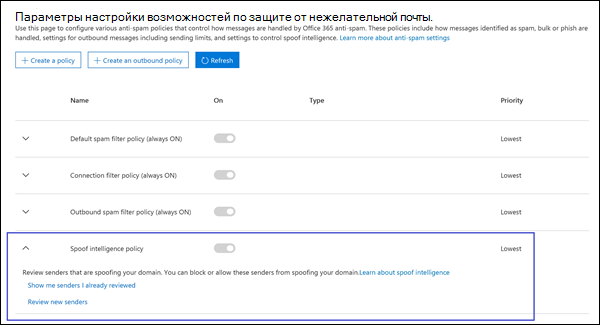 Параметры настройки возможностей по защите от нежелательной почты.
Use this page to configure various anti-spam policies that control how messages are handled by Office 365 anti-spam. These policies include how messages identified as spam, bulk or phish are
handled, settings for outbound messages including sending limits, and settings to control spoof intelligence. Learn more about anti-spam settings
+ Create a policy + Create an outbound policy Refresh
Name On Type Priority
Default spam filter policy (always ON) Lowest
Connection filter policy (always ON) Lowest
Outbound spam filter policy (always ON) Lowest
Spoof intelligence policy Lowest
Review senders that are spoofing your domain. You can block or allow these senders from spoofing your domain.Learn about spoof intelligence
Show me senders I already reviewed
Review new senders